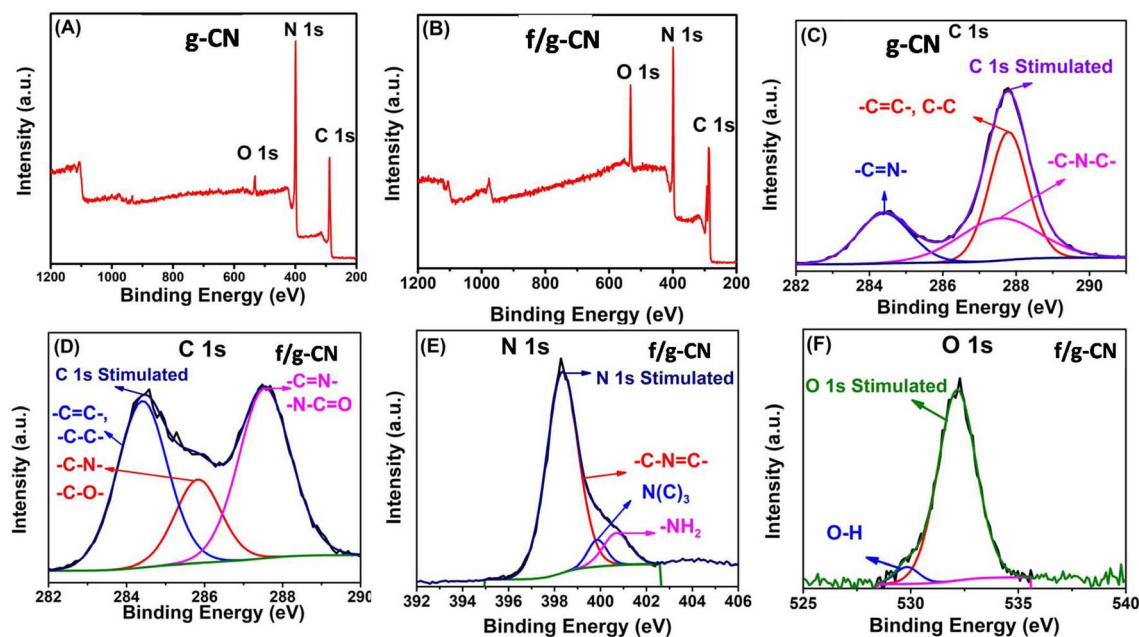 (A)
g-CN
N 1s
O 1s
C 1s
Intensity (a.u.)
1200 1000 800 600 400 200
Binding Energy (eV)
(B)
f/g-CN
N 1s
O 1s
C 1s
Intensity (a.u.)
1200 1000 800 600 400 200
Binding Energy (eV)
(C)
g-CN C 1s
C 1s Stimulated
-C=C-, C-C
-C=N-
-C-N-C-
Intensity (a.u.)
282 284 286 288 290
Binding Energy (eV)
(D)
C 1s
f/g-CN
C 1s Stimulated
-C=C-,
-C-C-
-C-N-
-C-O-
-C=N-
-N-C=O
Intensity (a.u.)
282 284 286 288 290
Binding Energy (eV)
(E)
N 1s
f/g-CN
N 1s Stimulated
-C-N=C-
N(C)₃
-NH₂
Intensity (a.u.)
392 394 396 398 400 402 404 406
Binding Energy (eV)
(F)
O 1s
f/g-CN
O 1s Stimulated
O-H
Intensity (a.u.)
525 530 535 540
Binding Energy (eV)